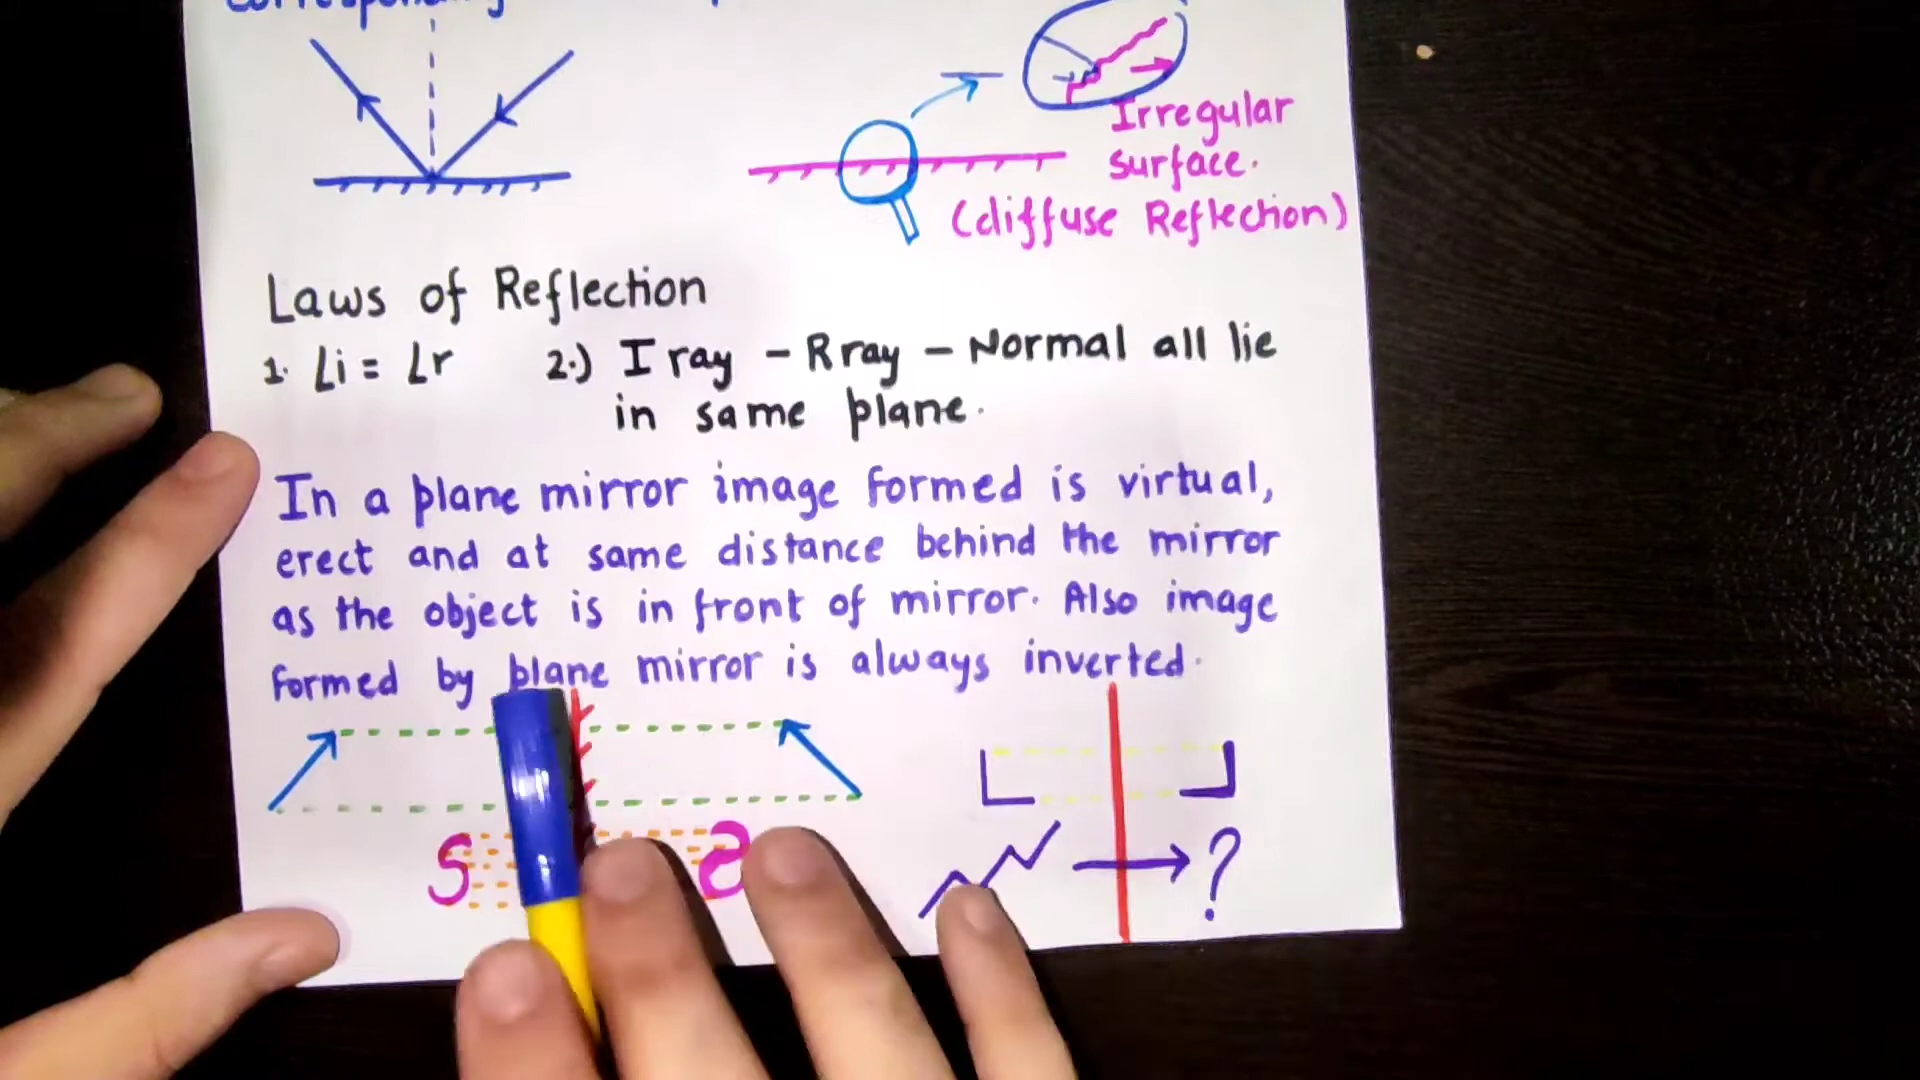 Irregular
surface.
(diffuse Reflection)
Laws of Reflection
1. ∠i = ∠r 2.) I ray - R ray - Normal all lie
in same plane.
In a plane mirror image formed is virtual,
erect and at same distance behind the mirror
as the object is in front of mirror. Also image
formed by plane mirror is always inverted.
S
?